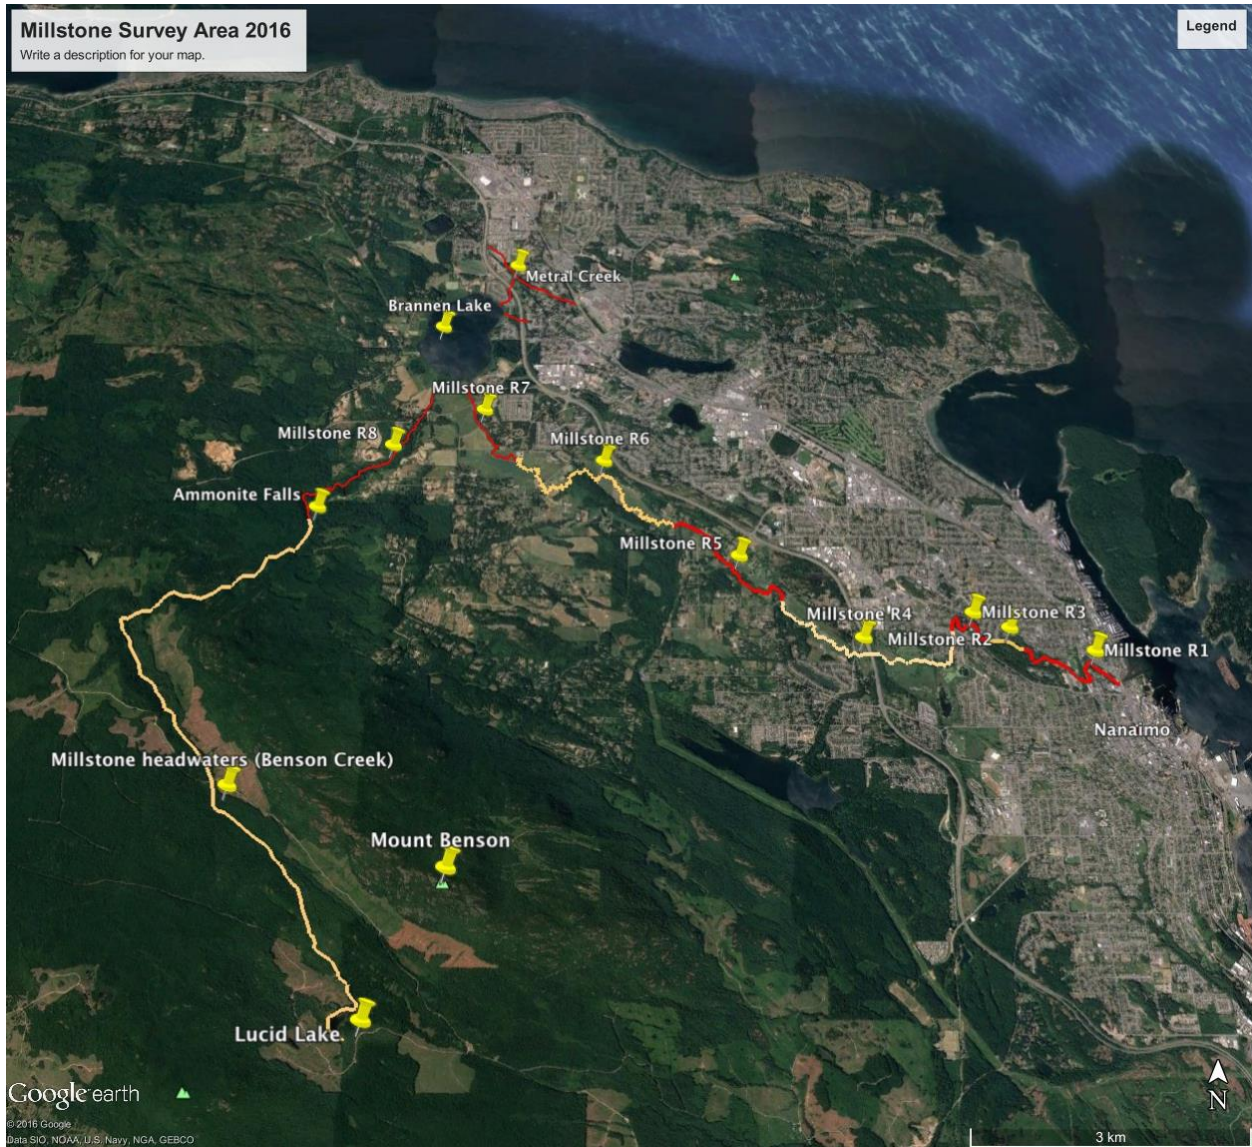 Millstone Survey Area 2016
Write a description for your map.
Legend
Metral Creek
Brannen Lake
Millstone R7
Millstone R8
Millstone R6
Ammonite Falls
Millstone R5
Millstone R4
Millstone R3
Millstone R2
Millstone R1
Nanaimo
Millstone headwaters (Benson Creek)
Mount Benson
Lucid Lake
Google earth
N
© 2016 Google
Data SIO, NOAA, U.S. Navy, NGA, GEBCO
3 km